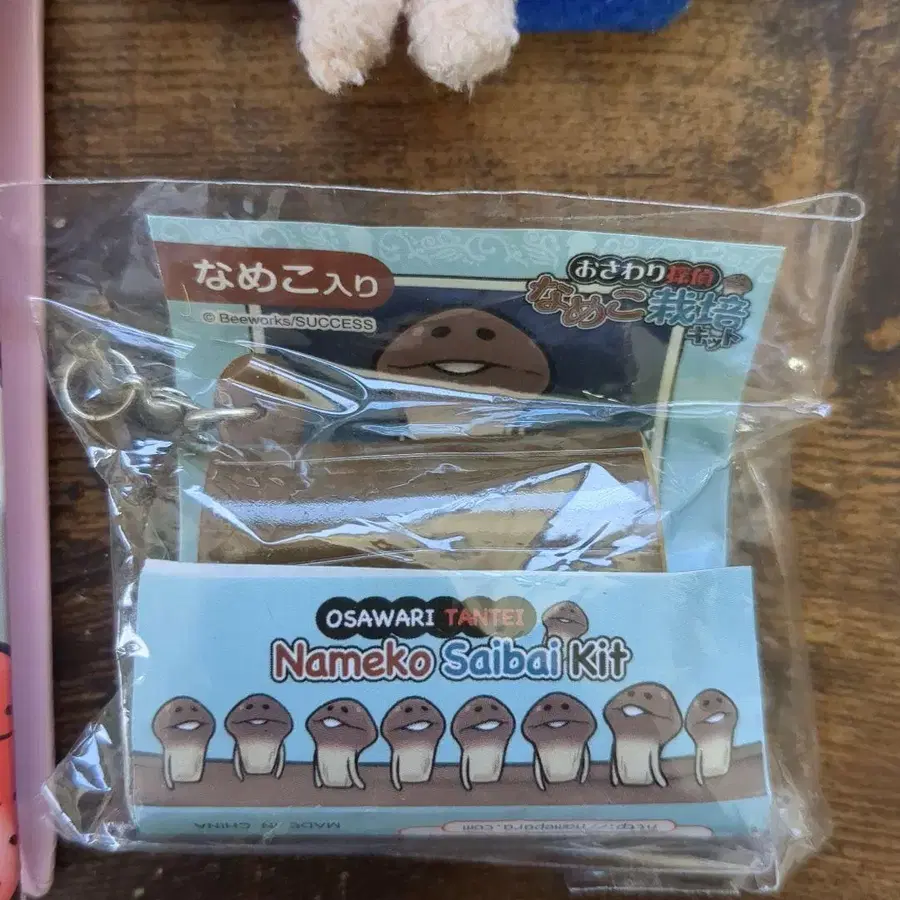 なめこ入り
© Beeworks/SUCCESS
おさわり探偵
なめこ栽培
キット
OSAWARI TANTEI
Nameko Saibai Kit
MADE IN CHINA
http://namepara.com